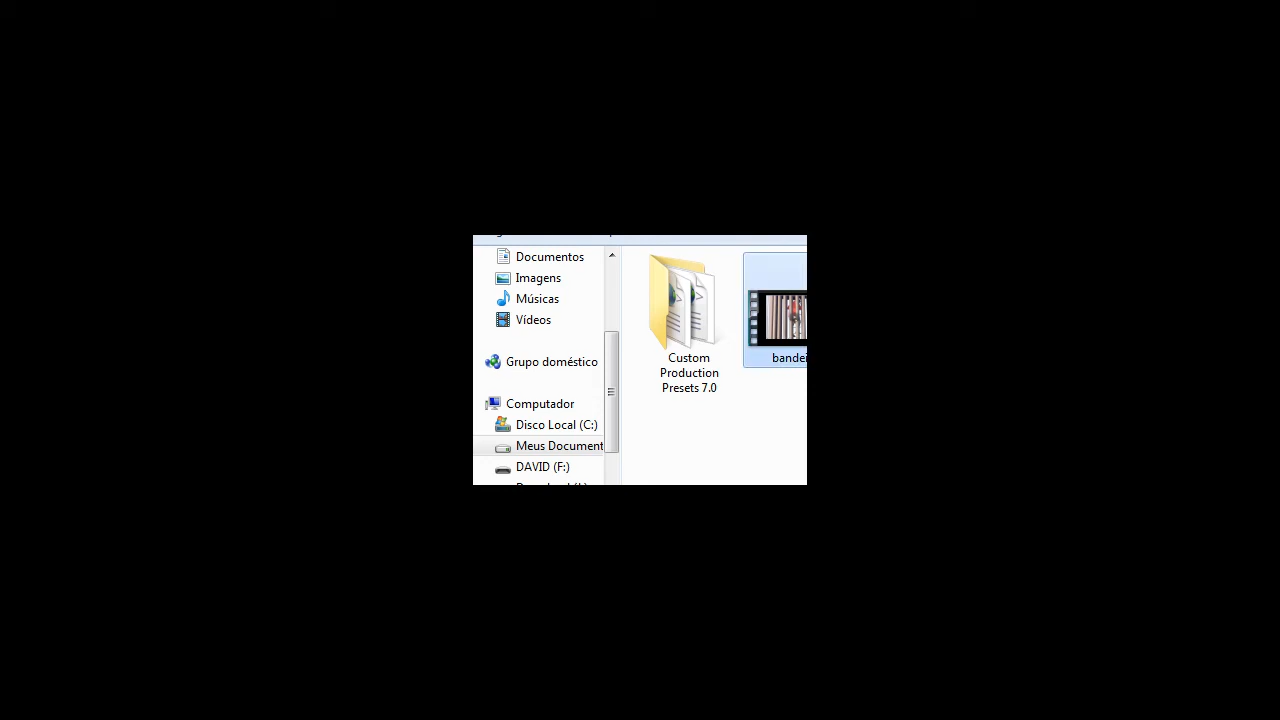 Documentos
Imagens
Músicas
Vídeos
Grupo doméstico
Computador
Disco Local (C:)
Meus Document
DAVID (F:)
Custom
Production
Presets 7.0
bandei